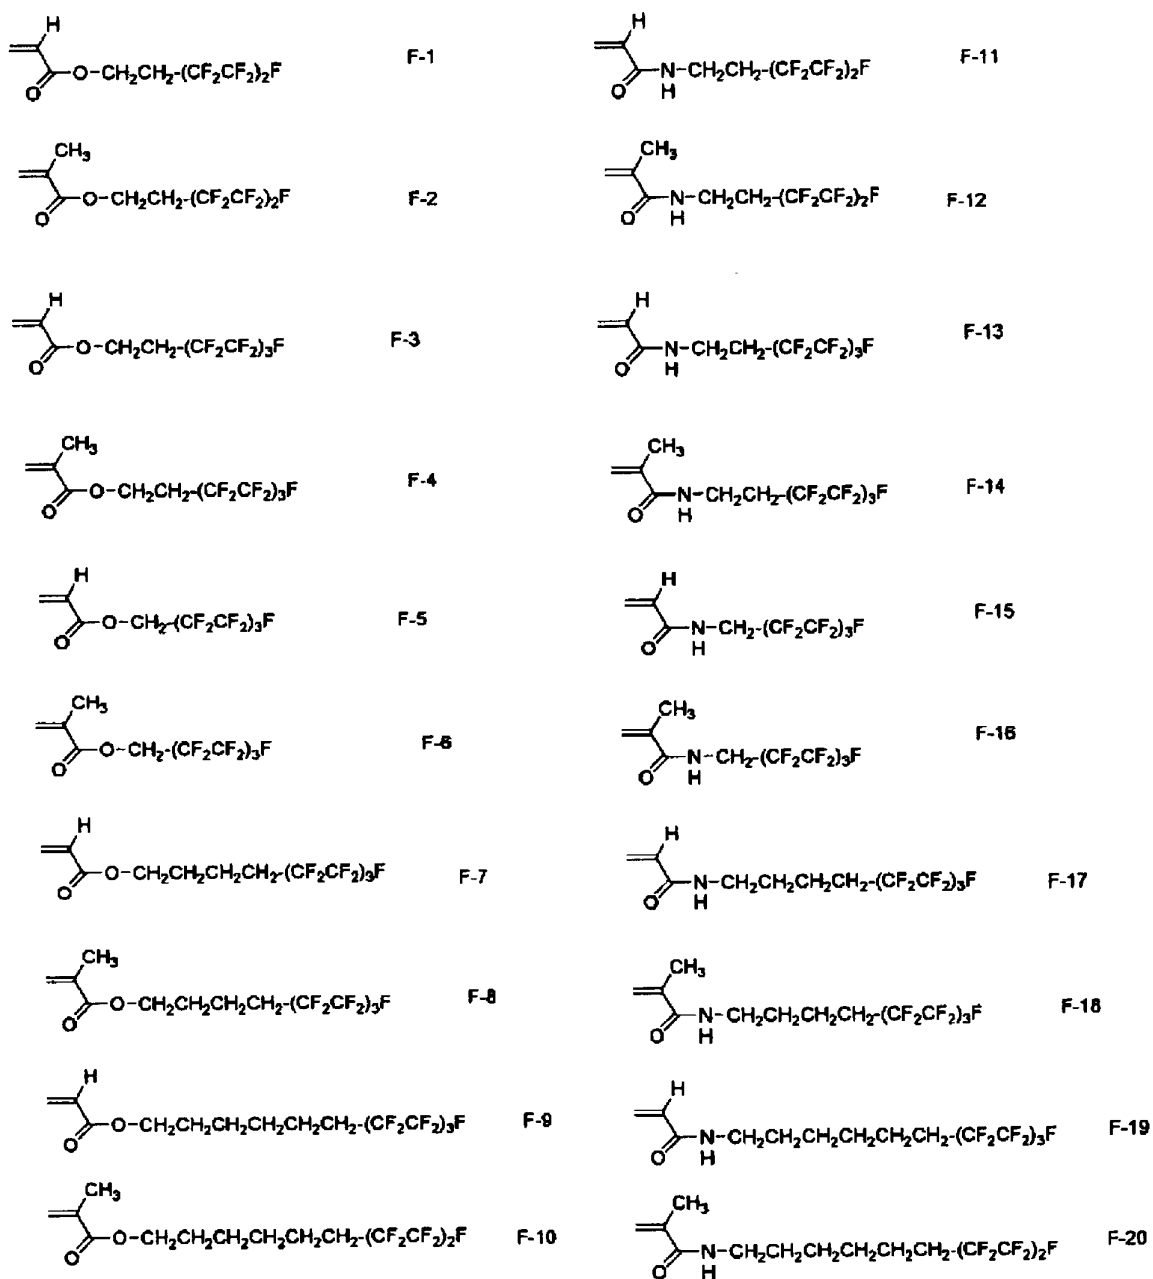 H H
O-CH₂CH₂-(CF₂CF₂)₂F F-1 N-CH₂CH₂-(CF₂CF₂)₂F F-11
O O H
CH₃ CH₃
O-CH₂CH₂-(CF₂CF₂)₂F F-2 N-CH₂CH₂-(CF₂CF₂)₂F F-12
O O H
H H
O-CH₂CH₂-(CF₂CF₂)₃F F-3 N-CH₂CH₂-(CF₂CF₂)₃F F-13
O O H
CH₃ CH₃
O-CH₂CH₂-(CF₂CF₂)₃F F-4 N-CH₂CH₂-(CF₂CF₂)₃F F-14
O O H
H H
O-CH₂-(CF₂CF₂)₃F F-5 N-CH₂-(CF₂CF₂)₃F F-15
O O H
CH₃ CH₃
O-CH₂-(CF₂CF₂)₃F F-6 N-CH₂-(CF₂CF₂)₃F F-16
O O H
H H
O-CH₂CH₂CH₂CH₂-(CF₂CF₂)₃F F-7 N-CH₂CH₂CH₂CH₂-(CF₂CF₂)₃F F-17
O O H
CH₃ CH₃
O-CH₂CH₂CH₂CH₂-(CF₂CF₂)₃F F-8 N-CH₂CH₂CH₂CH₂-(CF₂CF₂)₃F F-18
O O H
H H
O-CH₂CH₂CH₂CH₂CH₂CH₂-(CF₂CF₂)₃F F-9 N-CH₂CH₂CH₂CH₂CH₂CH₂-(CF₂CF₂)₃F F-19
O O H
CH₃ CH₃
O-CH₂CH₂CH₂CH₂CH₂CH₂-(CF₂CF₂)₂F F-10 N-CH₂CH₂CH₂CH₂CH₂CH₂-(CF₂CF₂)₂F F-20
O O H